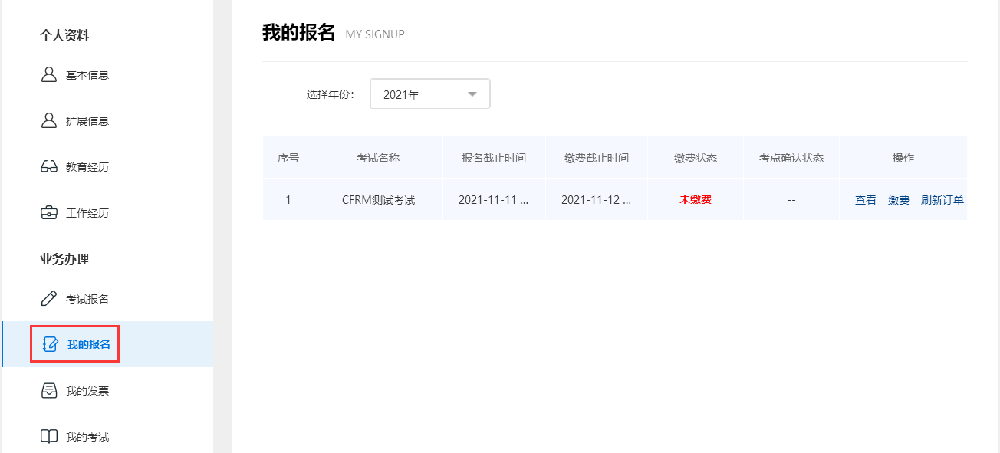 个人资料
基本信息
扩展信息
教育经历
工作经历
业务办理
考试报名
我的报名
我的发票
我的考试
我的报名 MY SIGNUP
选择年份： 2021年
序号 考试名称 报名截止时间 缴费截止时间 缴费状态 考点确认状态 操作
1 CFRM测试考试 2021-11-11 ... 2021-11-12 ... 未缴费 -- 查看 缴费 刷新订单